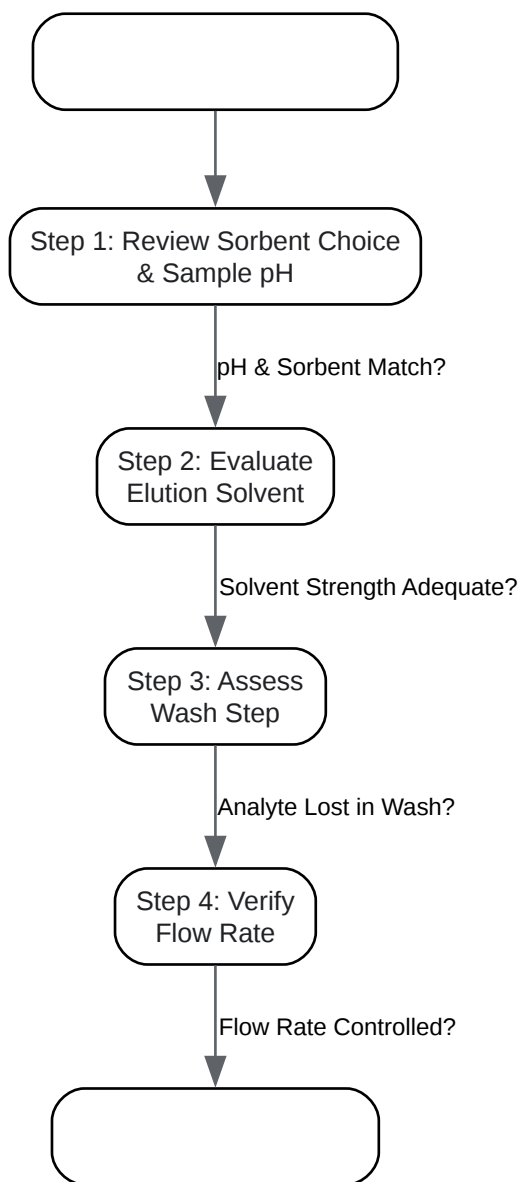 Step 1: Review Sorbent Choice
& Sample pH
pH & Sorbent Match?
Step 2: Evaluate
Elution Solvent
Solvent Strength Adequate?
Step 3: Assess
Wash Step
Analyte Lost in Wash?
Step 4: Verify
Flow Rate
Flow Rate Controlled?